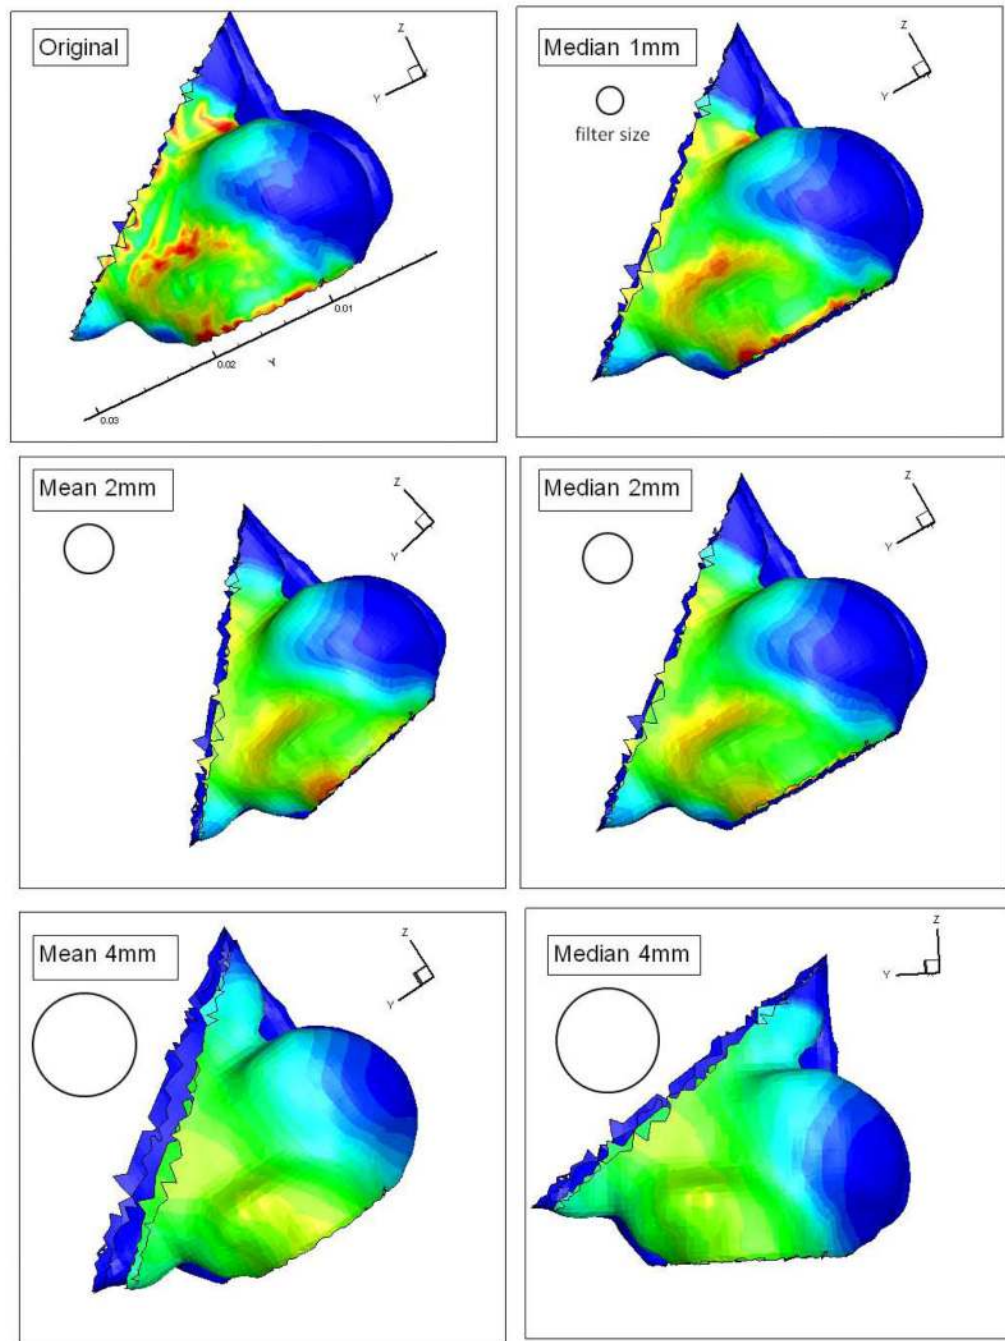 Original
Z
Y
0.01
0.02
Y
0.03
Median 1mm
filter size
Z
Y
Mean 2mm
Z
Y
Median 2mm
Z
Y
Mean 4mm
Z
Y
Median 4mm
Z
Y